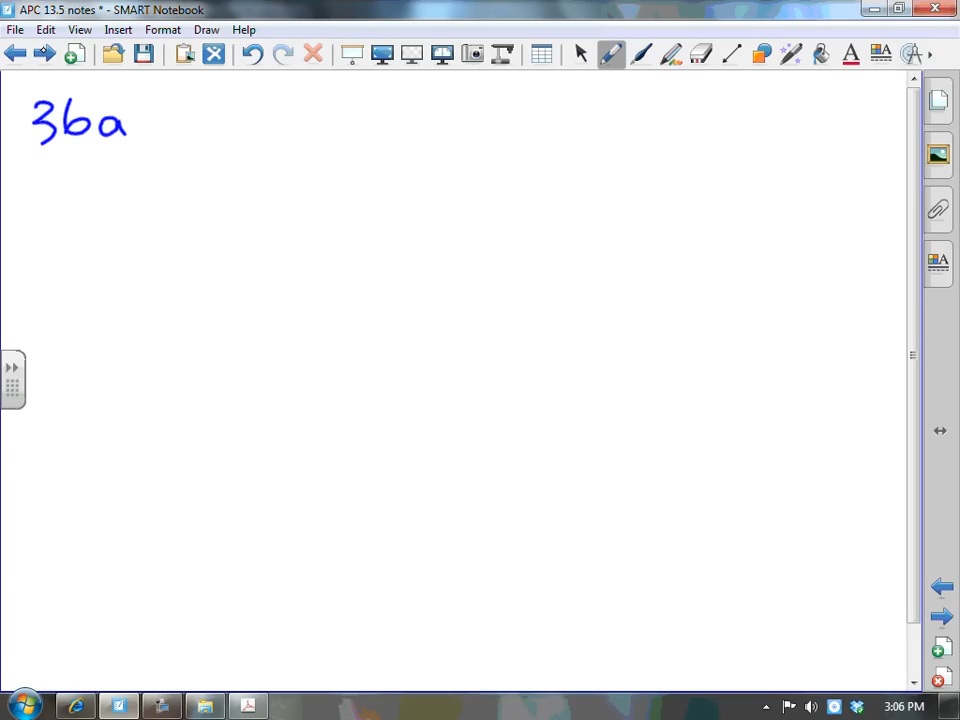 APC 13.5 notes * - SMART Notebook
File Edit View Insert Format Draw Help
36a
3:06 PM